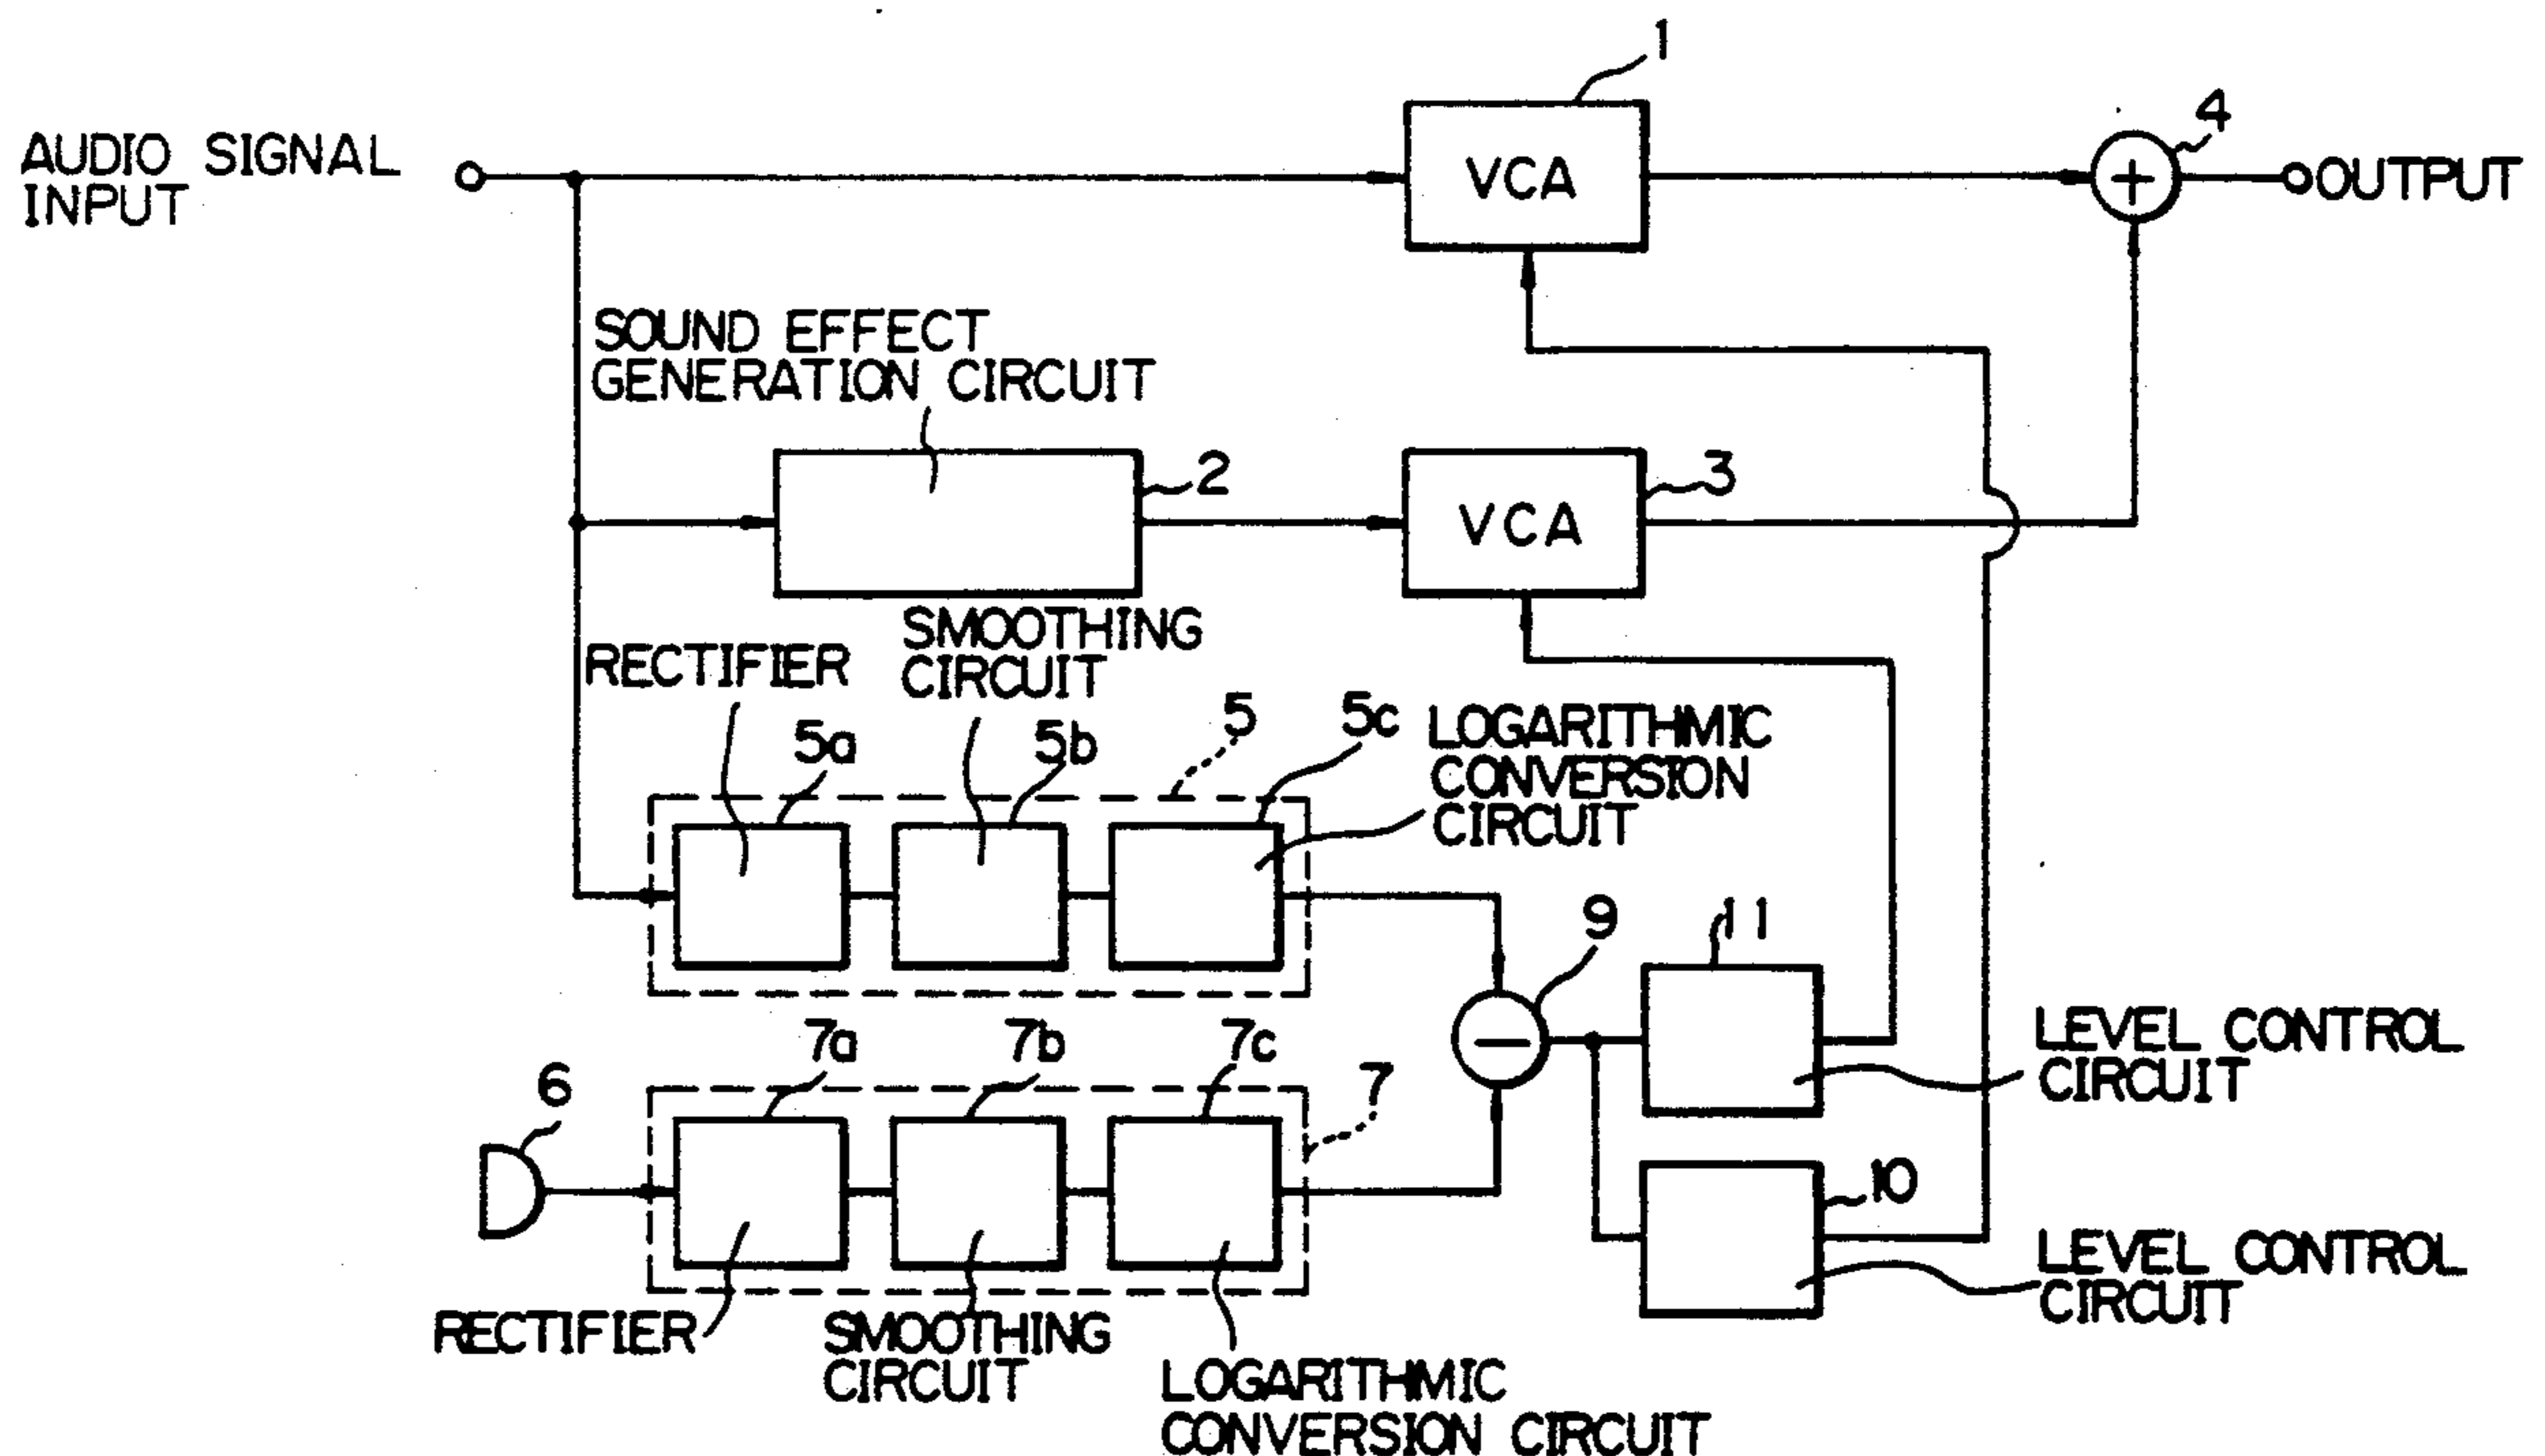 1
4
AUDIO SIGNAL
INPUT
VCA
+
OUTPUT
SOUND EFFECT
GENERATION CIRCUIT
2
3
VCA
SMOOTHING
CIRCUIT
RECTIFIER
5
5a
5b
5c
LOGARITHMIC
CONVERSION
CIRCUIT
9
11
−
LEVEL CONTROL
CIRCUIT
7a
7b
7c
7
6
10
LEVEL CONTROL
CIRCUIT
RECTIFIER
SMOOTHING
CIRCUIT
LOGARITHMIC
CONVERSION CIRCUIT